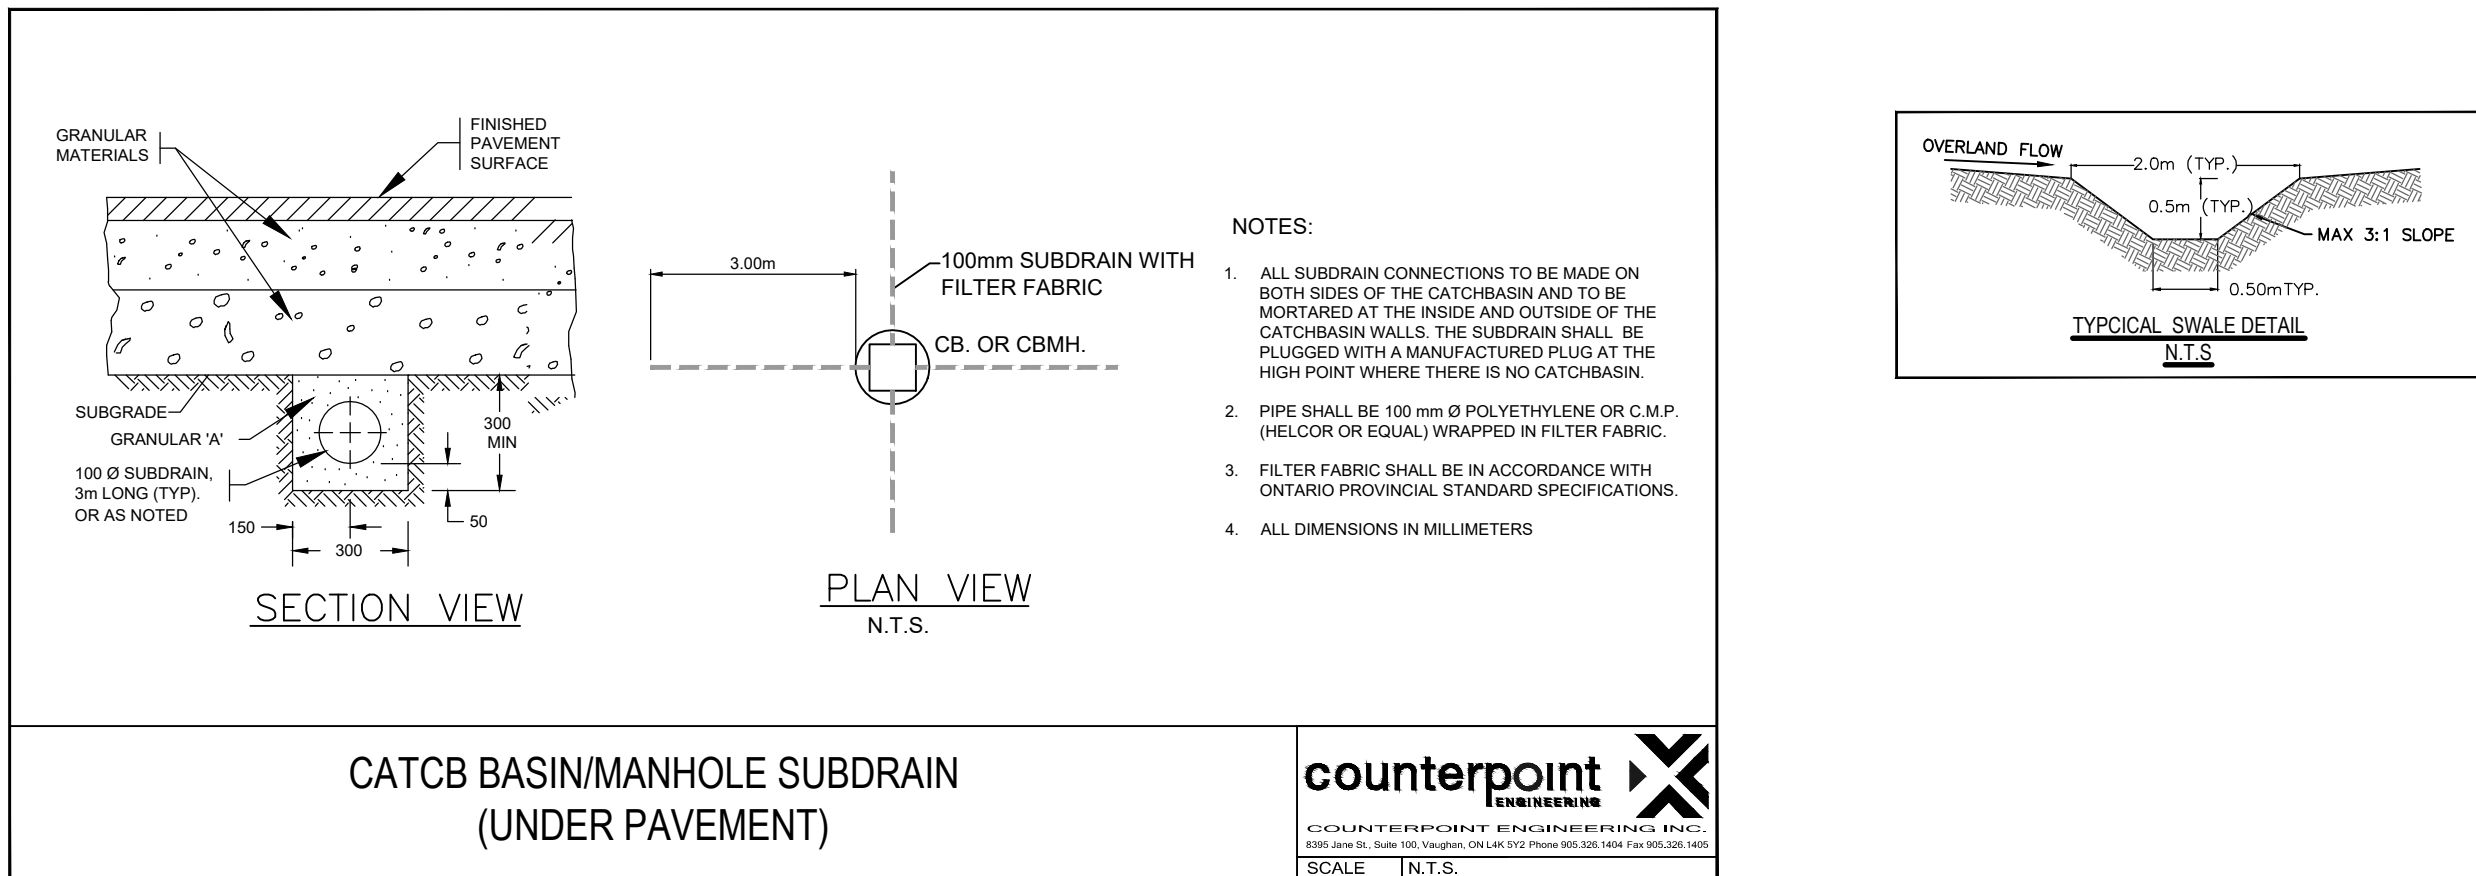 GRANULAR
MATERIALS
FINISHED
PAVEMENT
SURFACE
SUBGRADE
GRANULAR 'A'
100 Ø SUBDRAIN,
3m LONG (TYP).
OR AS NOTED
300
MIN
50
150
300
SECTION VIEW
3.00m
100mm SUBDRAIN WITH
FILTER FABRIC
CB. OR CBMH.
PLAN VIEW
N.T.S.
NOTES:
1. ALL SUBDRAIN CONNECTIONS TO BE MADE ON
BOTH SIDES OF THE CATCHBASIN AND TO BE
MORTARED AT THE INSIDE AND OUTSIDE OF THE
CATCHBASIN WALLS. THE SUBDRAIN SHALL BE
PLUGGED WITH A MANUFACTURED PLUG AT THE
HIGH POINT WHERE THERE IS NO CATCHBASIN.
2. PIPE SHALL BE 100 mm Ø POLYETHYLENE OR C.M.P.
(HELCOR OR EQUAL) WRAPPED IN FILTER FABRIC.
3. FILTER FABRIC SHALL BE IN ACCORDANCE WITH
ONTARIO PROVINCIAL STANDARD SPECIFICATIONS.
4. ALL DIMENSIONS IN MILLIMETERS
CATCB BASIN/MANHOLE SUBDRAIN
(UNDER PAVEMENT)
counterpoint
ENGINEERING
COUNTERPOINT ENGINEERING INC.
8395 Jane St., Suite 100, Vaughan, ON L4K 5Y2 Phone 905.326.1404 Fax 905.326.1405
SCALE N.T.S.
OVERLAND FLOW
2.0m (TYP.)
0.5m (TYP.)
MAX 3:1 SLOPE
0.50mTYP.
TYPCICAL SWALE DETAIL
N.T.S